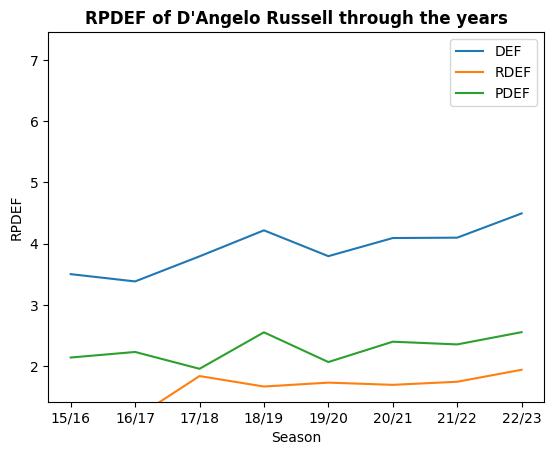 RPDEF of D'Angelo Russell through the years
DEF
RDEF
PDEF
7
6
5
4
3
2
RPDEF
15/16 16/17 17/18 18/19 19/20 20/21 21/22 22/23
Season